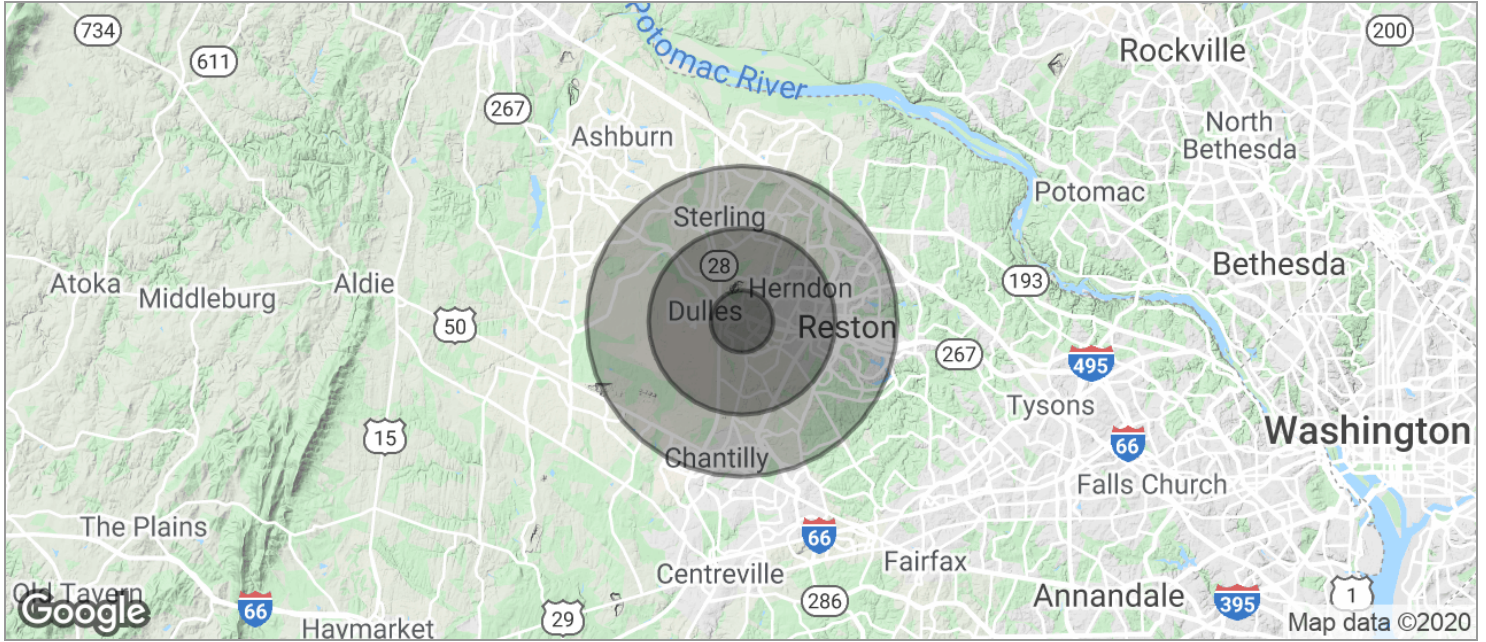 734
611
200
Rockville
Potomac River
267
Ashburn
North
Bethesda
Potomac
Sterling
28
Bethesda
193
Atoka
Middleburg
Aldie
Herndon
Dulles
50
Reston
267
495
Tysons
15
Washington
66
Chantilly
Falls Church
The Plains
66
Fairfax
Centreville
Old Tavern
Google
66
286
Annandale
395
1
29
Haymarket
Map data ©2020